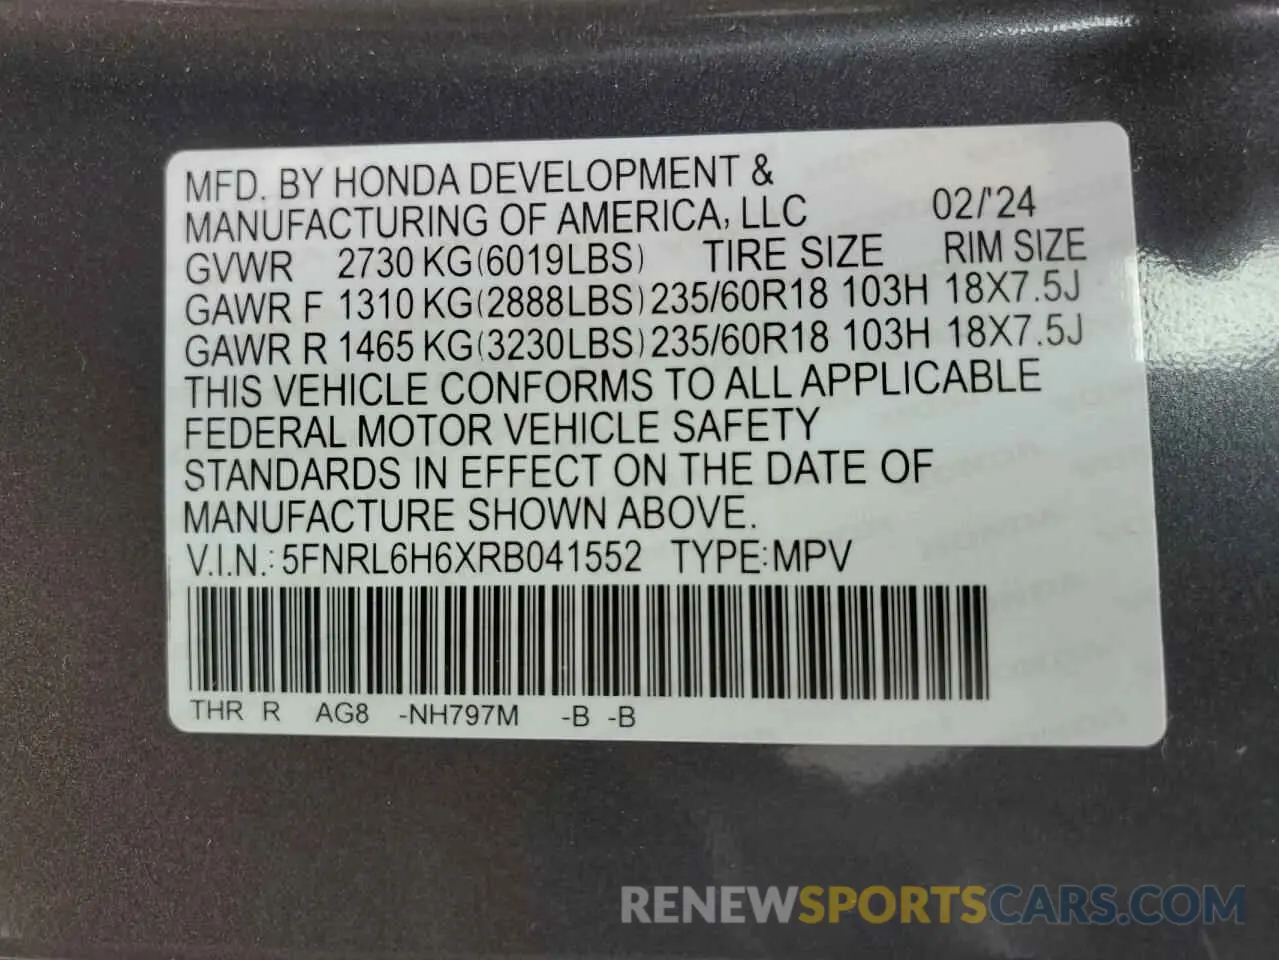 MFD. BY HONDA DEVELOPMENT &
MANUFACTURING OF AMERICA, LLC 02/'24
GVWR 2730 KG(6019LBS) TIRE SIZE RIM SIZE
GAWR F 1310 KG(2888LBS) 235/60R18 103H 18X7.5J
GAWR R 1465 KG(3230LBS) 235/60R18 103H 18X7.5J
THIS VEHICLE CONFORMS TO ALL APPLICABLE
FEDERAL MOTOR VEHICLE SAFETY
STANDARDS IN EFFECT ON THE DATE OF
MANUFACTURE SHOWN ABOVE.
V.I.N.: 5FNRL6H6XRB041552 TYPE:MPV
THR R AG8 -NH797M -B -B
RENEWSPORTSCARS.COM